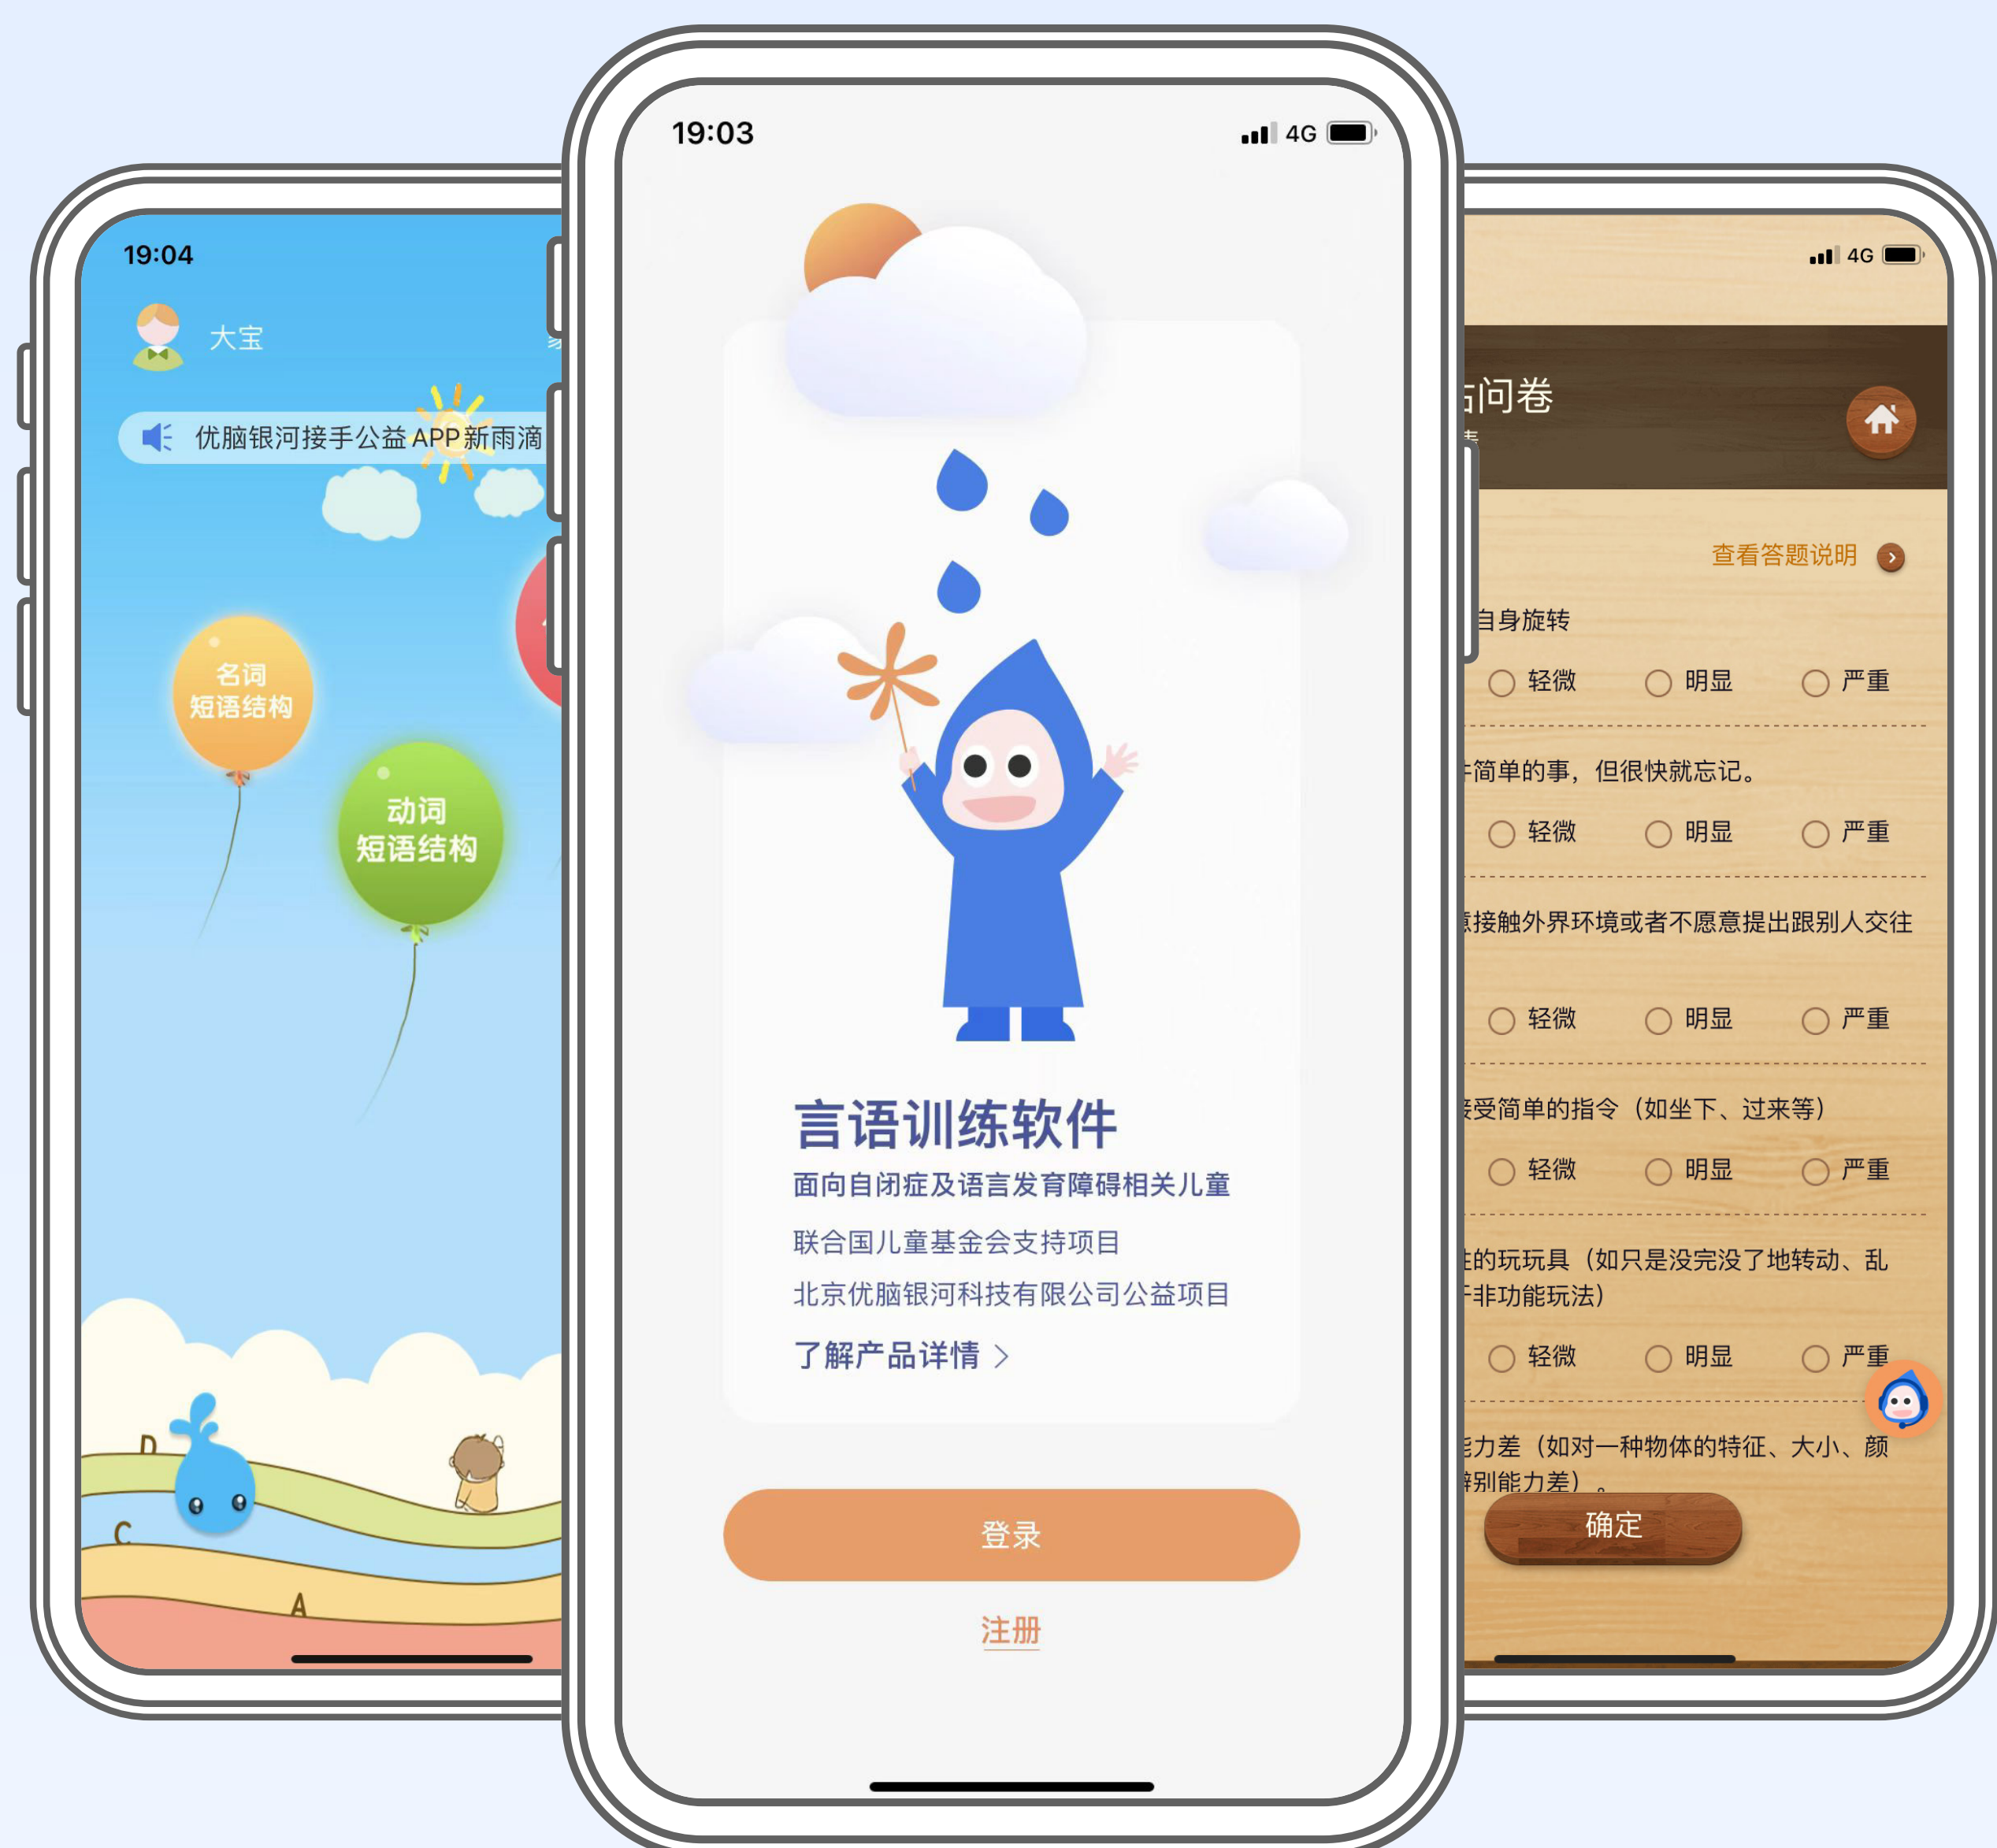 19:04
大宝
优脑银河接手公益APP新雨滴
名词
短语结构
动词
短语结构
D
C
A
19:03
4G
言语训练软件
面向自闭症及语言发育障碍相关儿童
联合国儿童基金会支持项目
北京优脑银河科技有限公司公益项目
了解产品详情 >
登录
注册
4G
问卷
查看答题说明
自身旋转
轻微 明显 严重
简单的事，但很快就忘记。
轻微 明显 严重
接触外界环境或者不愿意提出跟别人交往
轻微 明显 严重
受简单的指令（如坐下、过来等）
轻微 明显 严重
的玩玩具（如只是没完没了地转动、乱
非功能玩法）
轻微 明显 严重
力差（如对一种物体的特征、大小、颜
别能力差）。
确定